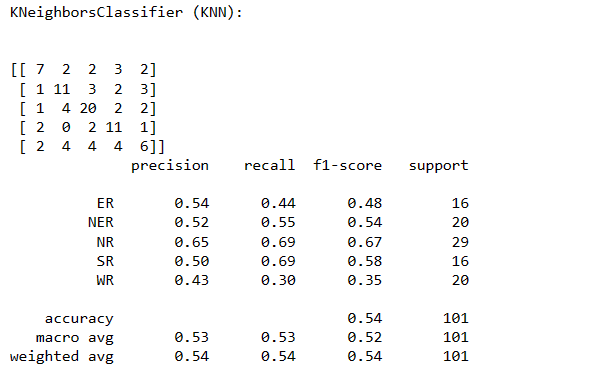 KNeighborsClassifier (KNN):
[[ 7 2 2 3 2]
[ 1 11 3 2 3]
[ 1 4 20 2 2]
[ 2 0 2 11 1]
[ 2 4 4 4 6]]
precision recall f1-score support
ER 0.54 0.44 0.48 16
NER 0.52 0.55 0.54 20
NR 0.65 0.69 0.67 29
SR 0.50 0.69 0.58 16
WR 0.43 0.30 0.35 20
accuracy 0.54 101
macro avg 0.53 0.53 0.52 101
weighted avg 0.54 0.54 0.54 101